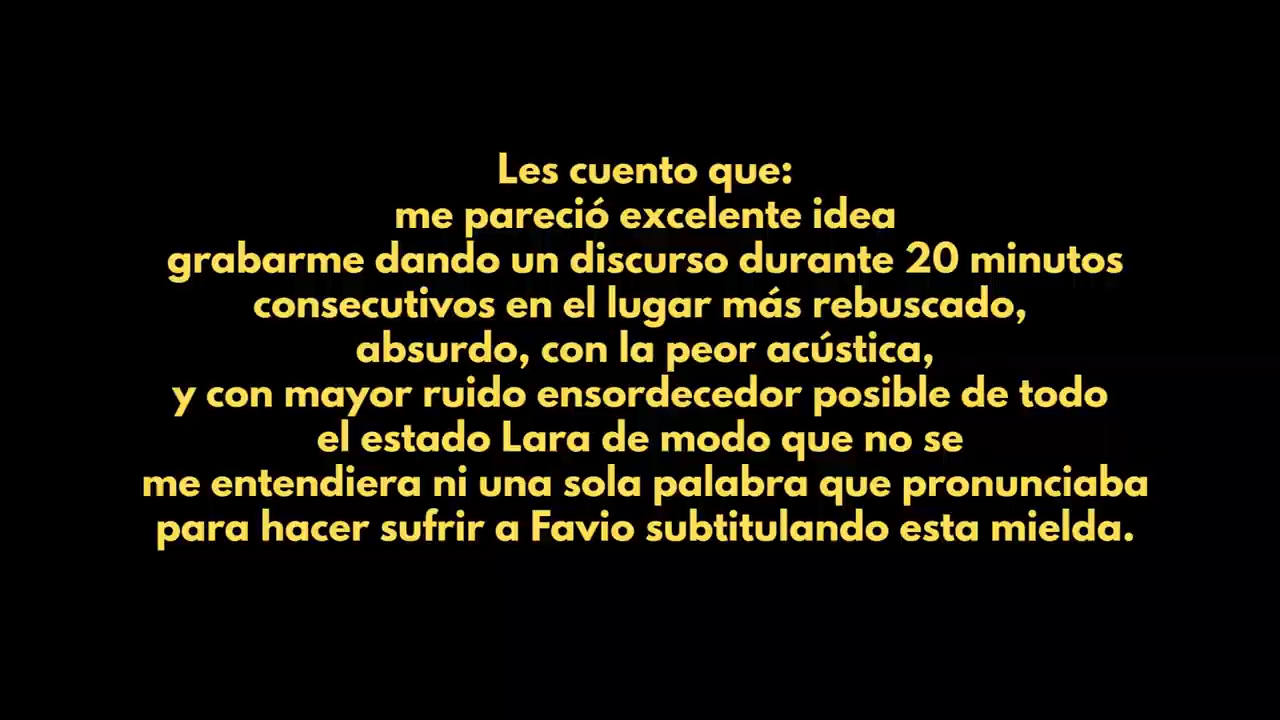 Les cuento que:
me pareció excelente idea
grabarme dando un discurso durante 20 minutos
consecutivos en el lugar más rebuscado,
absurdo, con la peor acústica,
y con mayor ruido ensordecedor posible de todo
el estado Lara de modo que no se
me entendiera ni una sola palabra que pronunciaba
para hacer sufrir a Favio subtitulando esta mielda.